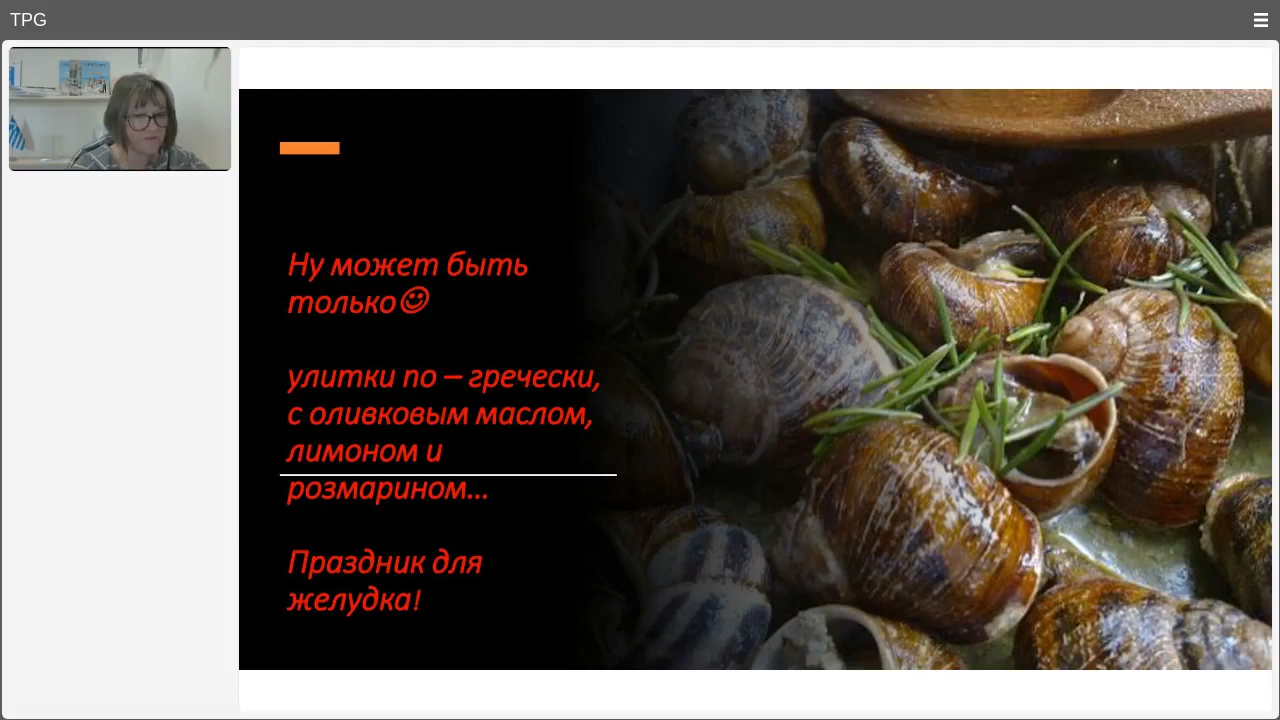 TPG
Ну может быть
только☺
улитки по – гречески,
с оливковым маслом,
лимоном и
розмарином...
Праздник для
желудка!